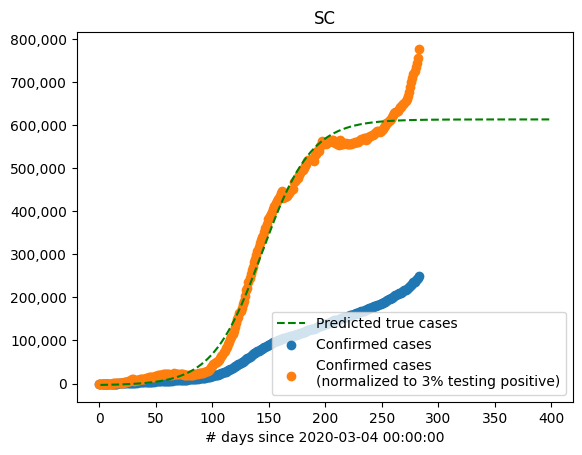 SC
800,000
700,000
600,000
500,000
400,000
300,000
200,000
100,000
0
Predicted true cases
Confirmed cases
Confirmed cases
(normalized to 3% testing positive)
0 50 100 150 200 250 300 350 400
# days since 2020-03-04 00:00:00